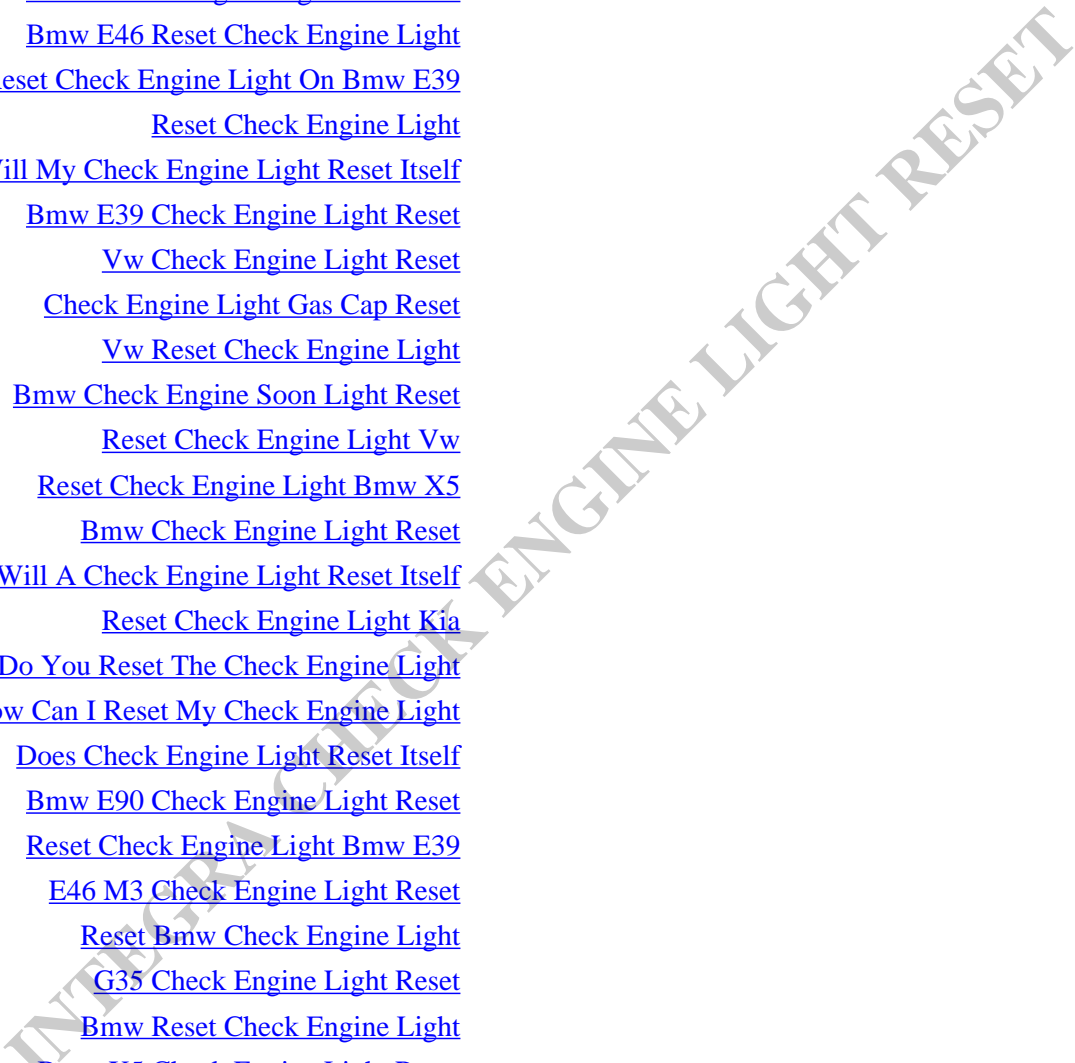 Bmw E46 Reset Check Engine Light
eset Check Engine Light On Bmw E39
Reset Check Engine Light
ill My Check Engine Light Reset Itself
Bmw E39 Check Engine Light Reset
Vw Check Engine Light Reset
Check Engine Light Gas Cap Reset
Vw Reset Check Engine Light
Bmw Check Engine Soon Light Reset
Reset Check Engine Light Vw
Reset Check Engine Light Bmw X5
Bmw Check Engine Light Reset
Will A Check Engine Light Reset Itself
Reset Check Engine Light Kia
Do You Reset The Check Engine Light
ow Can I Reset My Check Engine Light
Does Check Engine Light Reset Itself
Bmw E90 Check Engine Light Reset
Reset Check Engine Light Bmw E39
E46 M3 Check Engine Light Reset
Reset Bmw Check Engine Light
G35 Check Engine Light Reset
Bmw Reset Check Engine Light
INTEGRA CHECK ENGINE LIGHT RESET